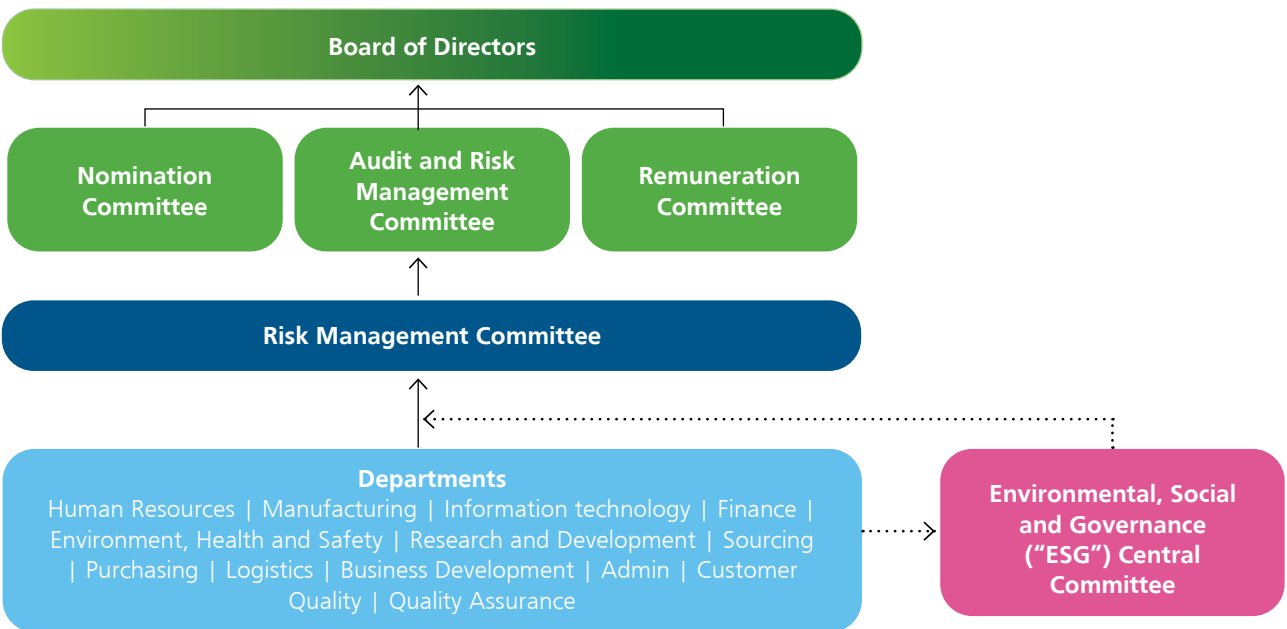 Board of Directors
Nomination
Committee
Audit and Risk
Management
Committee
Remuneration
Committee
Risk Management Committee
Departments
Human Resources | Manufacturing | Information technology | Finance |
Environment, Health and Safety | Research and Development | Sourcing
| Purchasing | Logistics | Business Development | Admin | Customer
Quality | Quality Assurance
Environmental, Social
and Governance
(“ESG”) Central
Committee